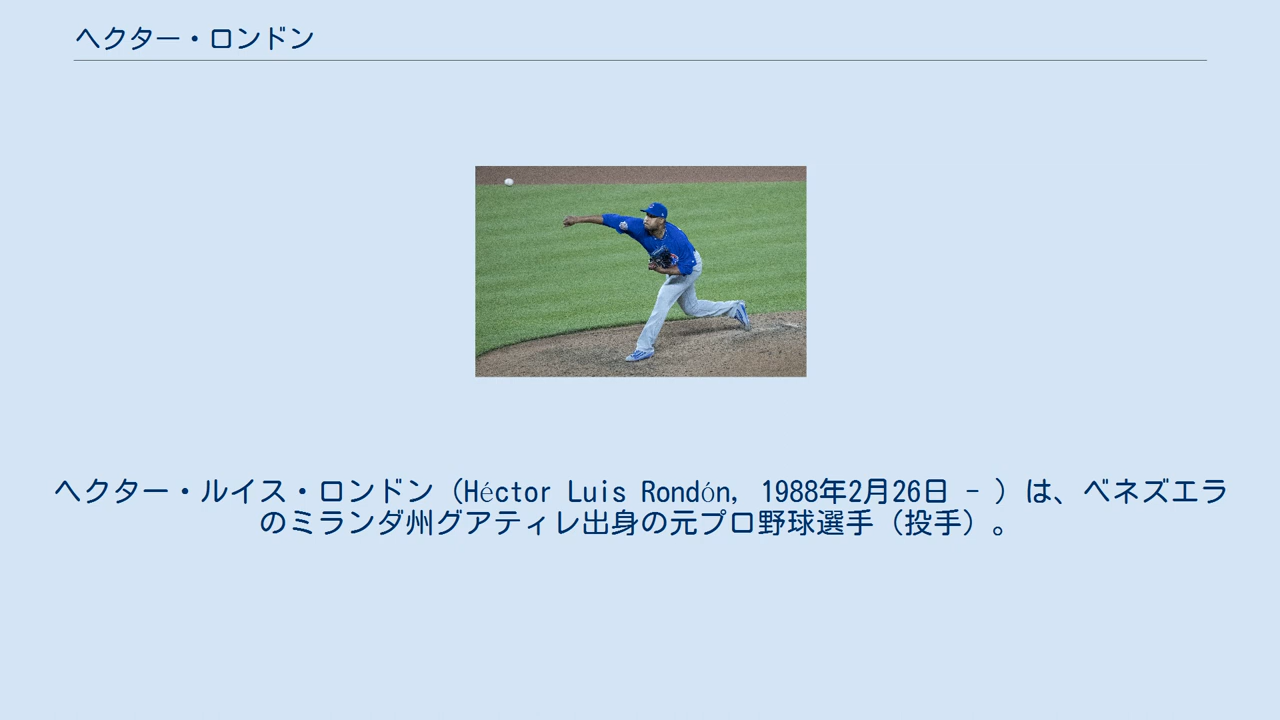 ヘクター・ロンドン
ヘクター・ルイス・ロンドン（Héctor Luis Rondón, 1988年2月26日 - ）は、ベネズエラ
のミランダ州グアティレ出身の元プロ野球選手（投手）。